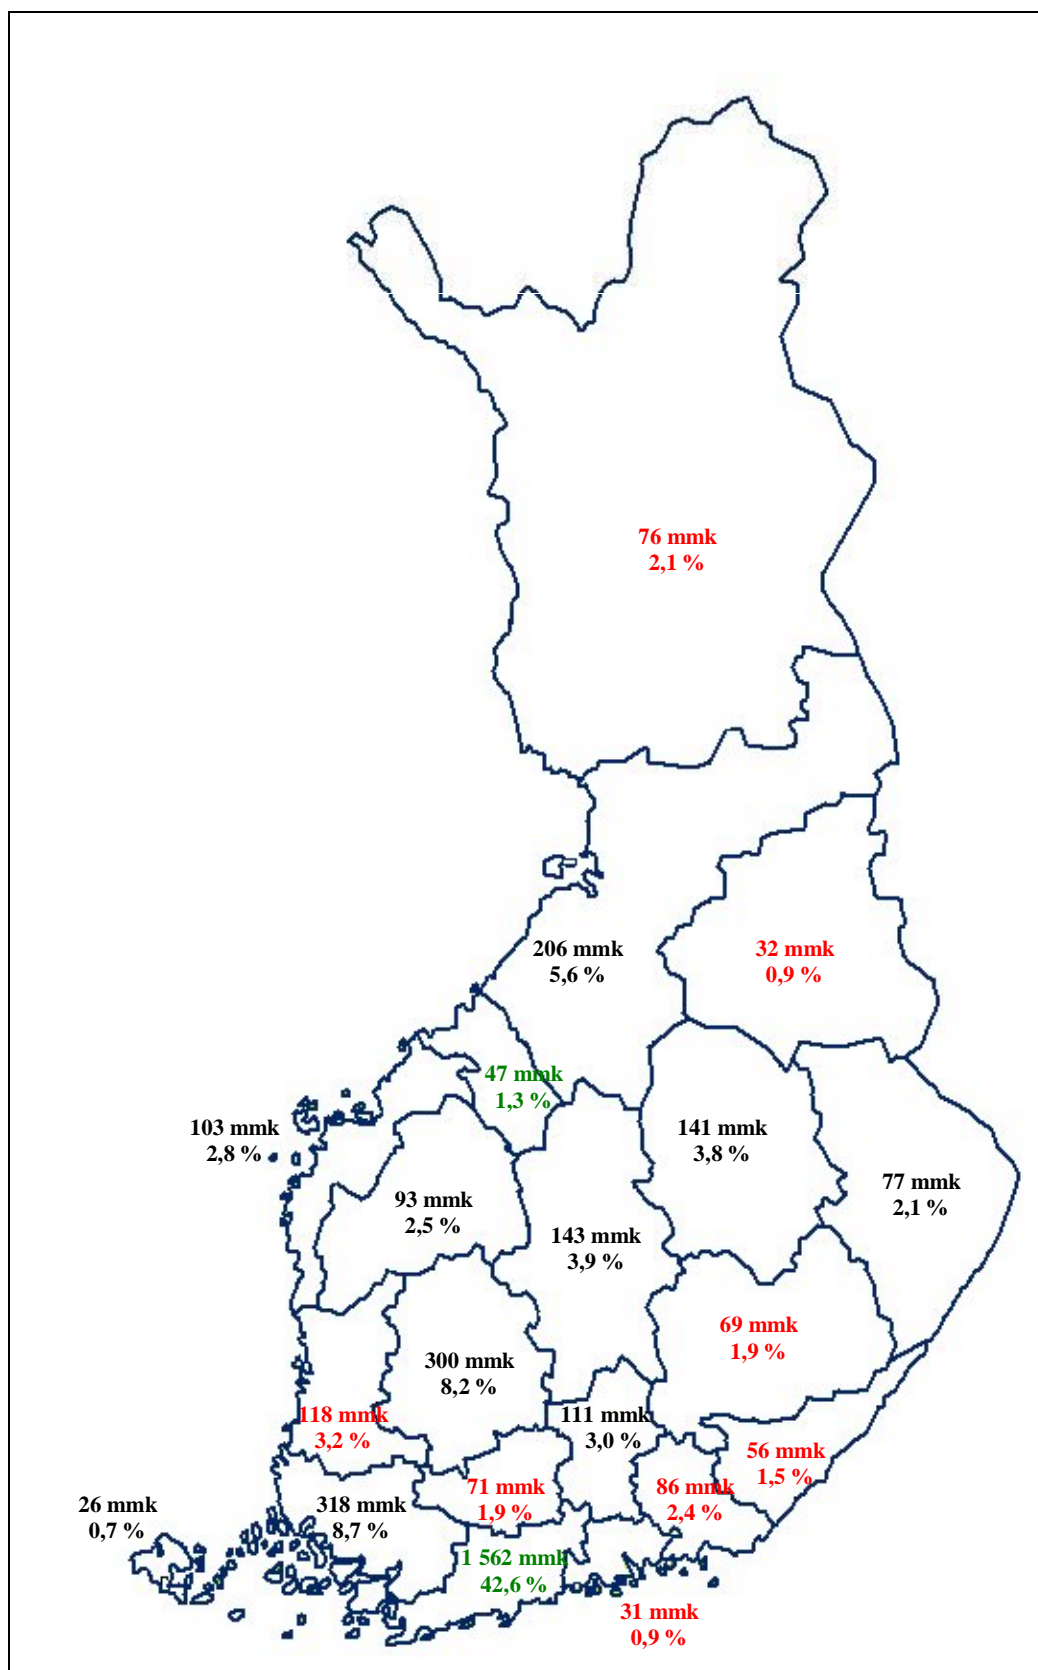 76 mmk
2,1 %
206 mmk
5,6 %
32 mmk
0,9 %
47 mmk
1,3 %
103 mmk
2,8 %
141 mmk
3,8 %
77 mmk
2,1 %
93 mmk
2,5 %
143 mmk
3,9 %
69 mmk
1,9 %
300 mmk
8,2 %
118 mmk
3,2 %
111 mmk
3,0 %
56 mmk
1,5 %
71 mmk
1,9 %
86 mmk
2,4 %
26 mmk
0,7 %
318 mmk
8,7 %
1 562 mmk
42,6 %
31 mmk
0,9 %